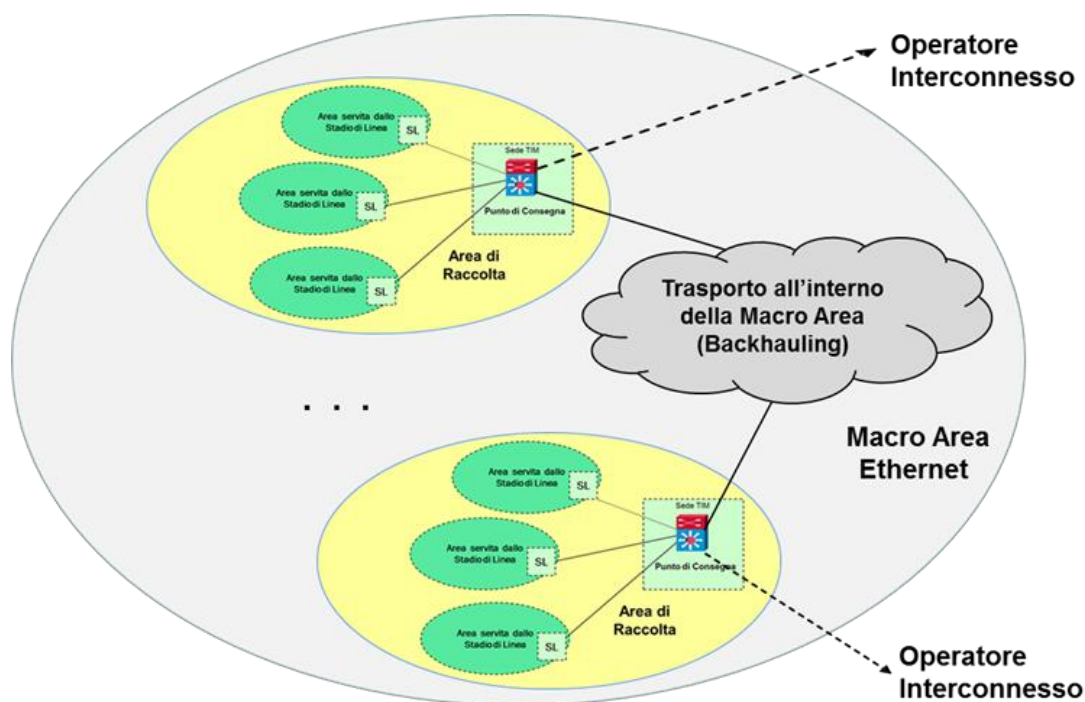 Operatore
Interconnesso
Area servita dallo
Stadio di Linea
SL
Sede TIM
Area servita dallo
Stadio di Linea
SL
Punto di Consegna
Area servita dallo
Stadio di Linea
SL
Area di
Raccolta
Trasporto all'interno
della Macro Area
(Backhauling)
. . .
Macro Area
Ethernet
Area servita dallo
Stadio di Linea
SL
Sede TIM
Area servita dallo
Stadio di Linea
SL
Punto di Consegna
Area servita dallo
Stadio di Linea
SL
Area di
Raccolta
Operatore
Interconnesso